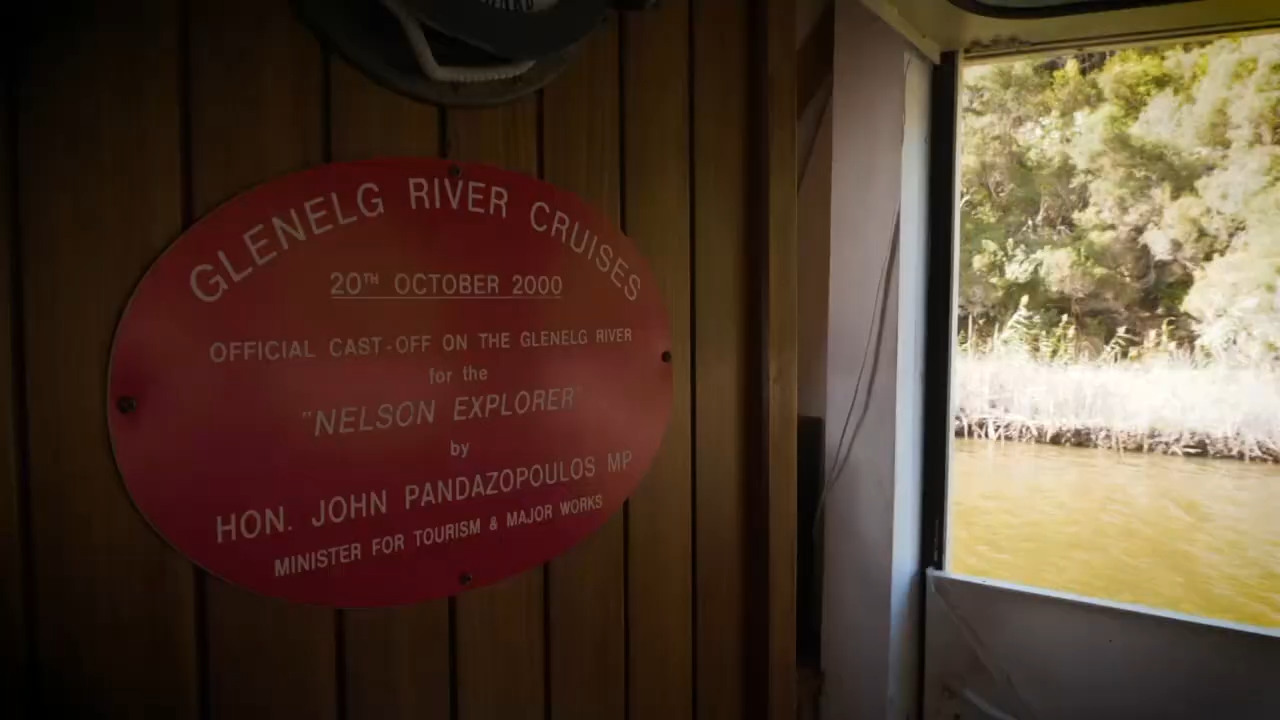 GLENELG RIVER CRUISES
20TH OCTOBER 2000
OFFICIAL CAST-OFF ON THE GLENELG RIVER
for the
"NELSON EXPLORER"
by
HON. JOHN PANDAZOPOULOS MP
MINISTER FOR TOURISM & MAJOR WORKS